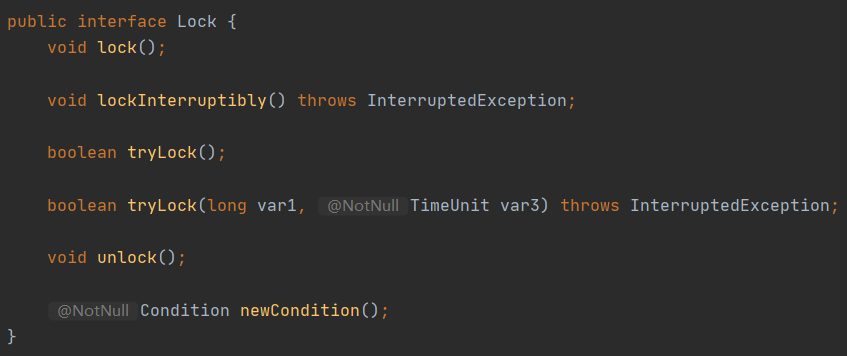 public interface Lock {
    void lock();
    void lockInterruptibly() throws InterruptedException;
    boolean tryLock();
    boolean tryLock(long var1, @NotNull TimeUnit var3) throws InterruptedException;
    void unlock();
    @NotNull Condition newCondition();
}